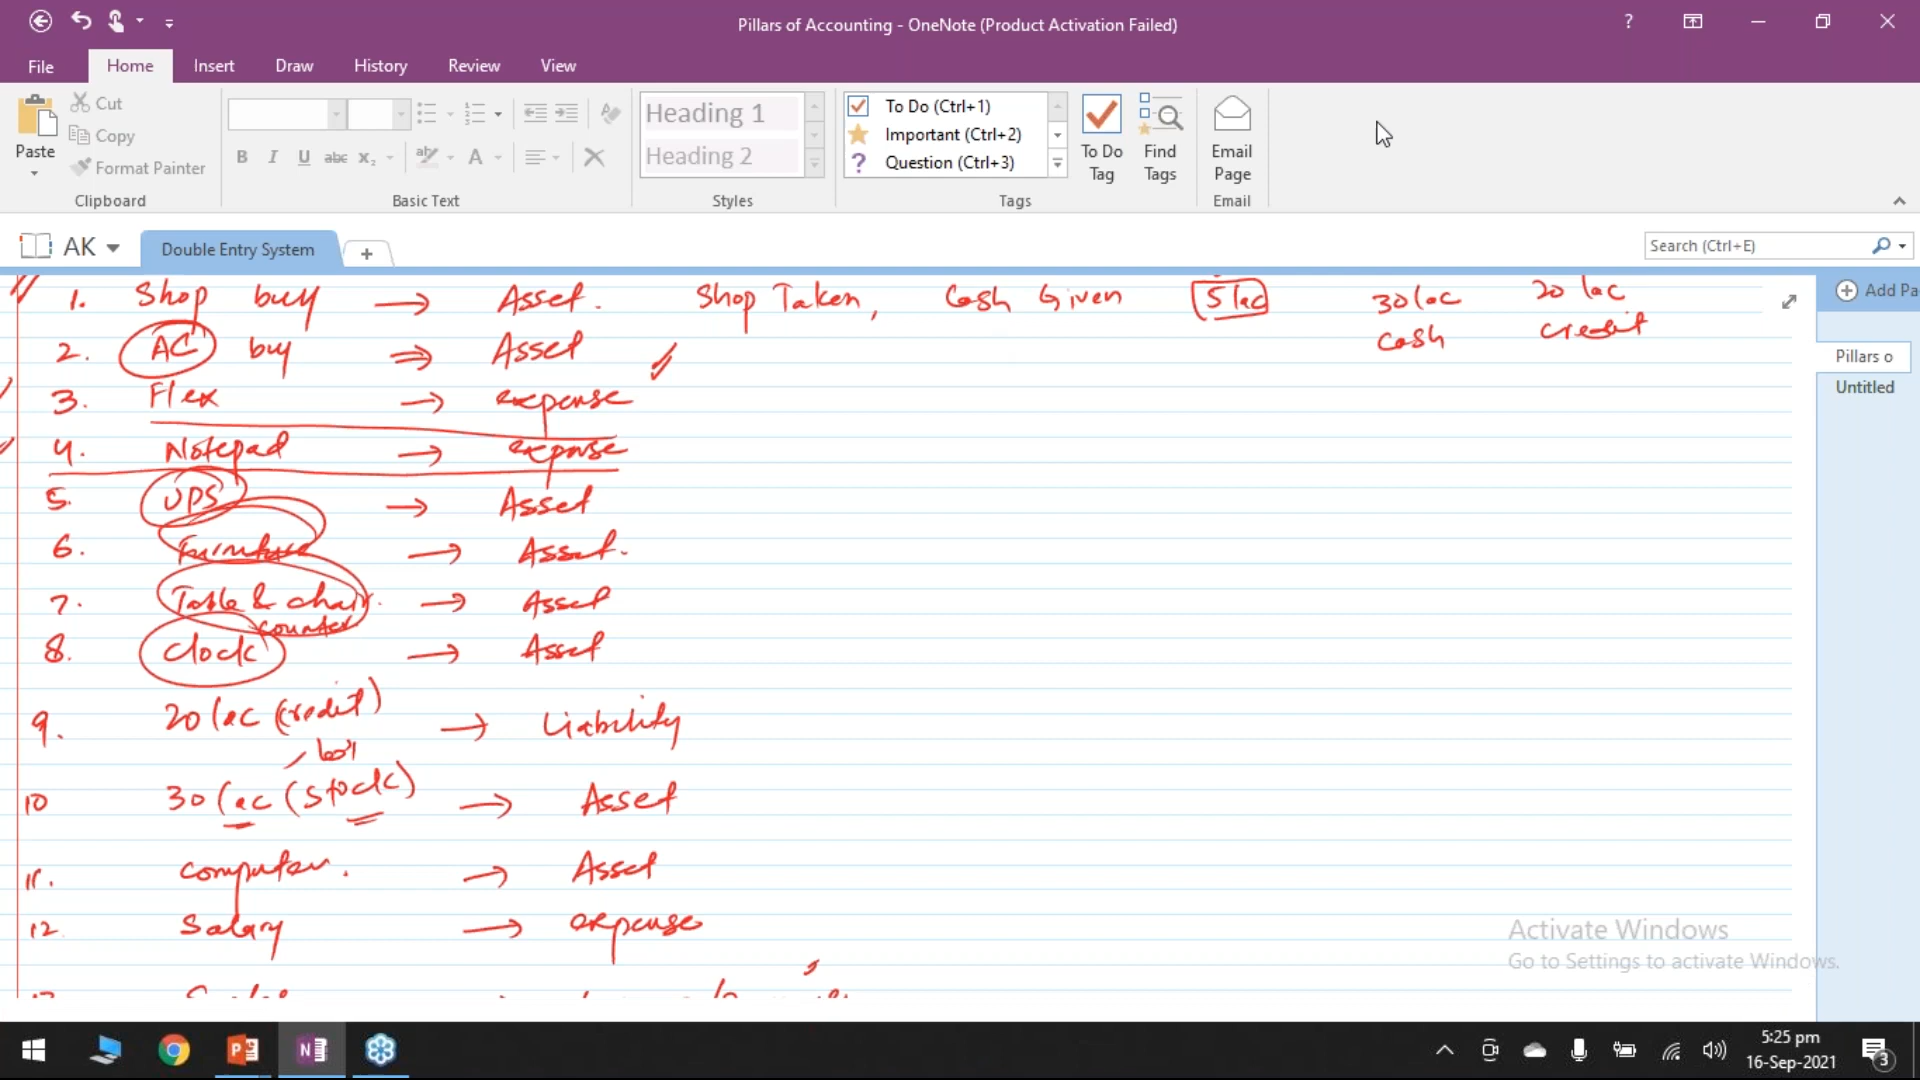 Pillars of Accounting - OneNote (Product Activation Failed)
?
File Home Insert Draw History Review View
Paste
Cut
Copy
Format Painter
Clipboard
B I U abc X₂ A
Basic Text
Heading 1
Heading 2
Styles
To Do (Ctrl+1)
Important (Ctrl+2)
? Question (Ctrl+3)
To Do Tag
Find Tags
Tags
Email Page
Email
AK
Double Entry System
+
Search (Ctrl+E)
Add Pa
Pillars o
Untitled
1. Shop buy → Asset. Shop Taken, Cash Given 5 lac 30 lac cash 20 lac credit
2. AC buy ⇒ Asset
3. Flex → expense
4. Notepad → expense
5. UPS → Asset
6. Furniture → Asset.
7. Table & chair. → Asset
counter
8. clock → Asset
9. 20 lac (credit) → Liability
10 30 lac (stock) → Asset
11. computer. → Asset
12. Salary → expense
Activate Windows
Go to Settings to activate Windows.
5:25 pm
16-Sep-2021
3